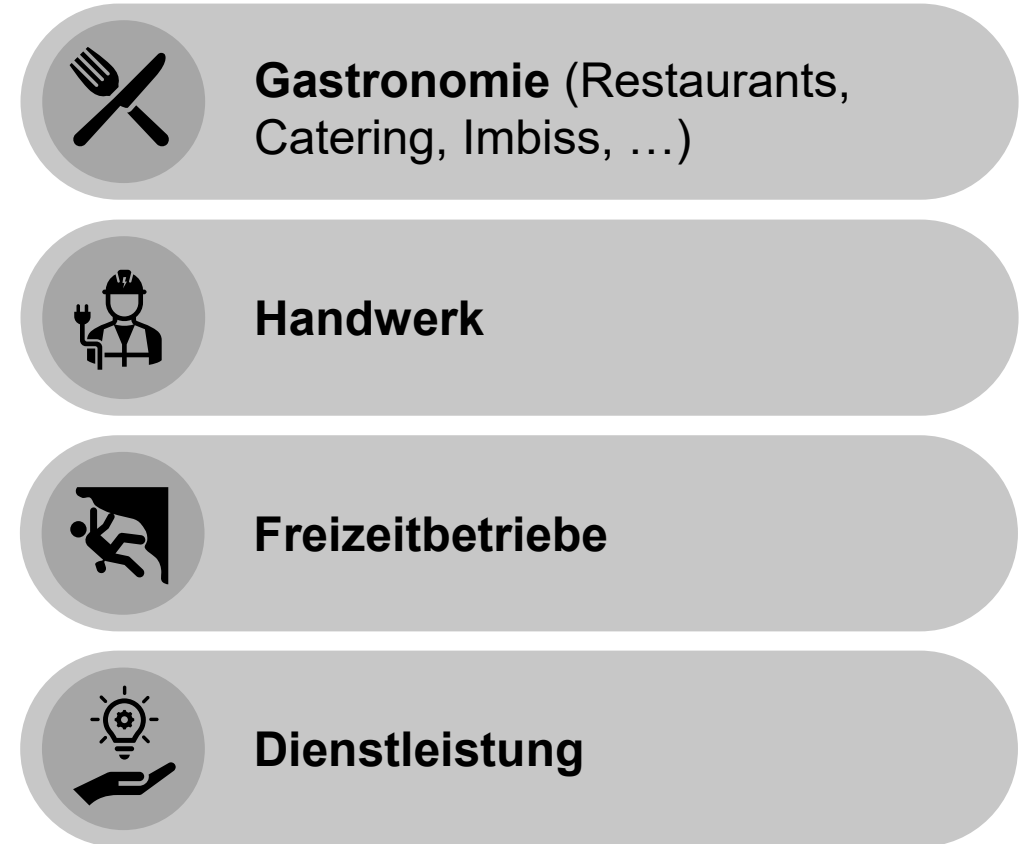 Gastronomie (Restaurants,
Catering, Imbiss, …)
Handwerk
Freizeitbetriebe
Dienstleistung